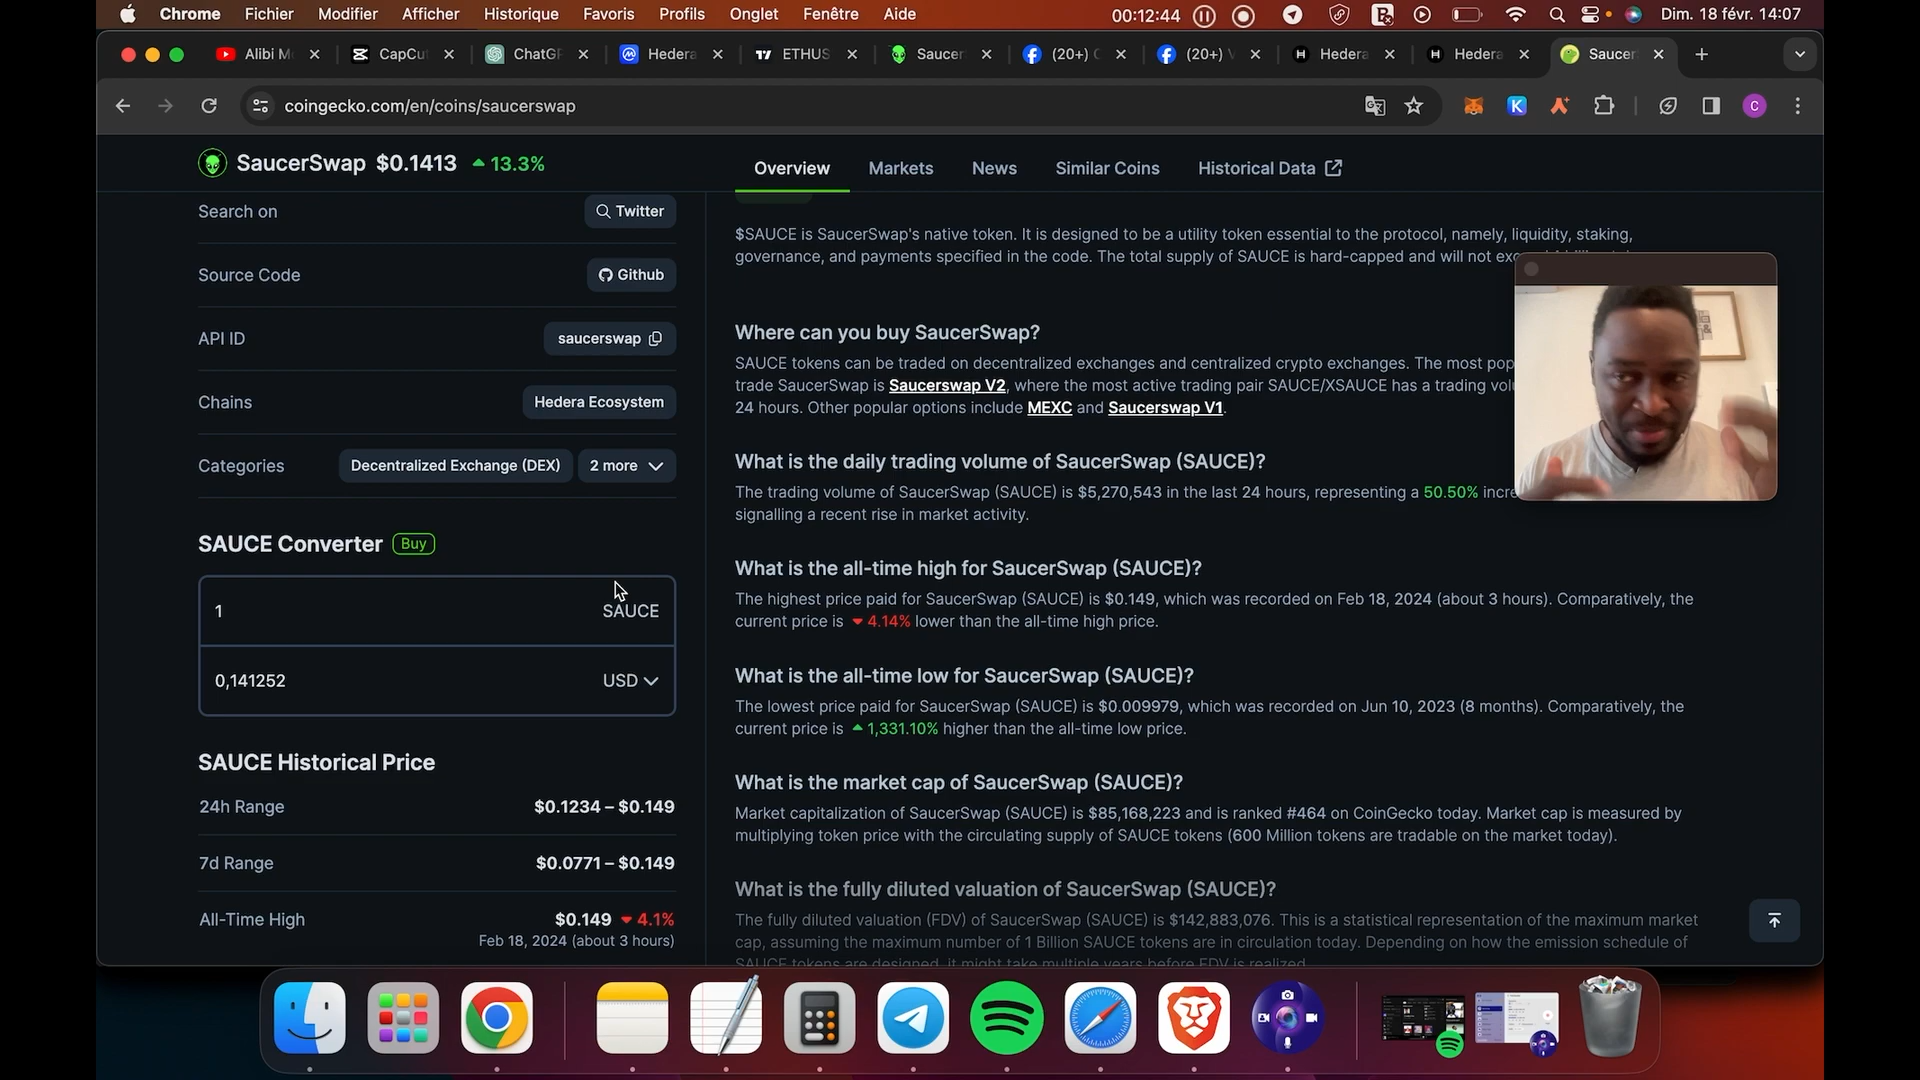 Chrome Fichier Modifier Afficher Historique Favoris Profils Onglet Fenêtre Aide 00:12:44 Dim. 18 févr. 14:07
Alibi M CapCut ChatGP Hedera ETHUS Saucer (20+) (20+) Hedera Hedera Saucer
coingecko.com/en/coins/saucerswap
SaucerSwap $0.1413 13.3%
Overview Markets News Similar Coins Historical Data
Search on Twitter
Source Code Github
API ID saucerswap
Chains Hedera Ecosystem
Categories Decentralized Exchange (DEX) 2 more
SAUCE Converter Buy
1 SAUCE
0,141252 USD
SAUCE Historical Price
24h Range $0.1234 – $0.149
7d Range $0.0771 – $0.149
All-Time High $0.149 4.1%
Feb 18, 2024 (about 3 hours)
$SAUCE is SaucerSwap's native token. It is designed to be a utility token essential to the protocol, namely, liquidity, staking,
governance, and payments specified in the code. The total supply of SAUCE is hard-capped and will not
Where can you buy SaucerSwap?
SAUCE tokens can be traded on decentralized exchanges and centralized crypto exchanges. The most pop
trade SaucerSwap is Saucerswap V2, where the most active trading pair SAUCE/XSAUCE has a trading volu
24 hours. Other popular options include MEXC and Saucerswap V1.
What is the daily trading volume of SaucerSwap (SAUCE)?
The trading volume of SaucerSwap (SAUCE) is $5,270,543 in the last 24 hours, representing a 50.50% incre
signalling a recent rise in market activity.
What is the all-time high for SaucerSwap (SAUCE)?
The highest price paid for SaucerSwap (SAUCE) is $0.149, which was recorded on Feb 18, 2024 (about 3 hours). Comparatively, the
current price is 4.14% lower than the all-time high price.
What is the all-time low for SaucerSwap (SAUCE)?
The lowest price paid for SaucerSwap (SAUCE) is $0.009979, which was recorded on Jun 10, 2023 (8 months). Comparatively, the
current price is 1,331.10% higher than the all-time low price.
What is the market cap of SaucerSwap (SAUCE)?
Market capitalization of SaucerSwap (SAUCE) is $85,168,223 and is ranked #464 on CoinGecko today. Market cap is measured by
multiplying token price with the circulating supply of SAUCE tokens (600 Million tokens are tradable on the market today).
What is the fully diluted valuation of SaucerSwap (SAUCE)?
The fully diluted valuation (FDV) of SaucerSwap (SAUCE) is $142,883,076. This is a statistical representation of the maximum market
cap, assuming the maximum number of 1 Billion SAUCE tokens are in circulation today. Depending on how the emission schedule of
SAUCE tokens are designed, it might take multiple years before FDV is realized.